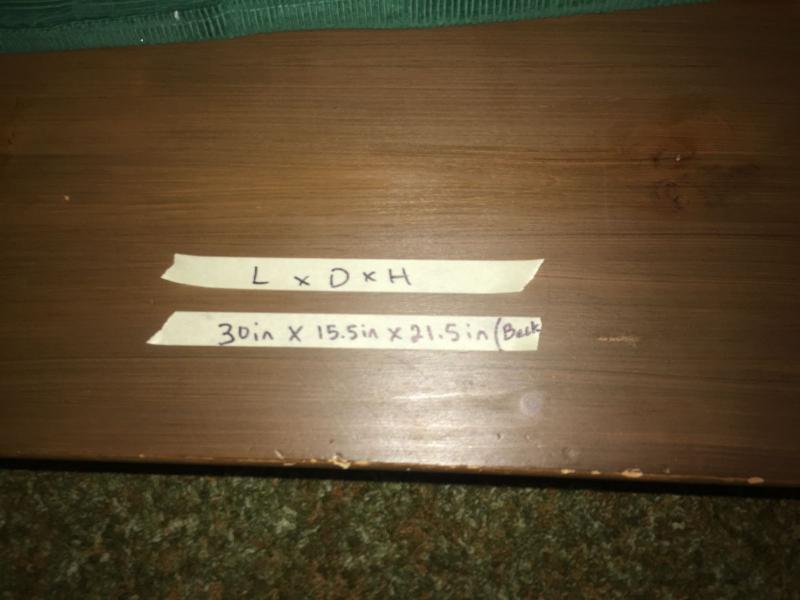 L x D x H
30in x 15.5in x 21.5in (Back